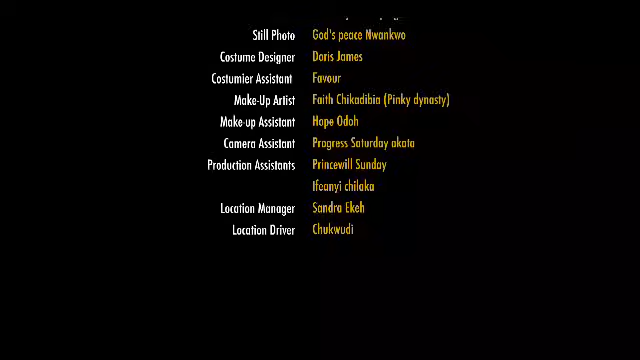 Still Photo God's peace Nwankwo
Costume Designer Doris James
Costumier Assistant Favour
Make-Up Artist Faith Chikadibia (Pinky dynasty)
Make-up Assistant Hope Odoh
Camera Assistant Progress Saturday akata
Production Assistants Princewill Sunday
Ifeanyi chilaka
Location Manager Sandra Ekeh
Location Driver Chukwudi